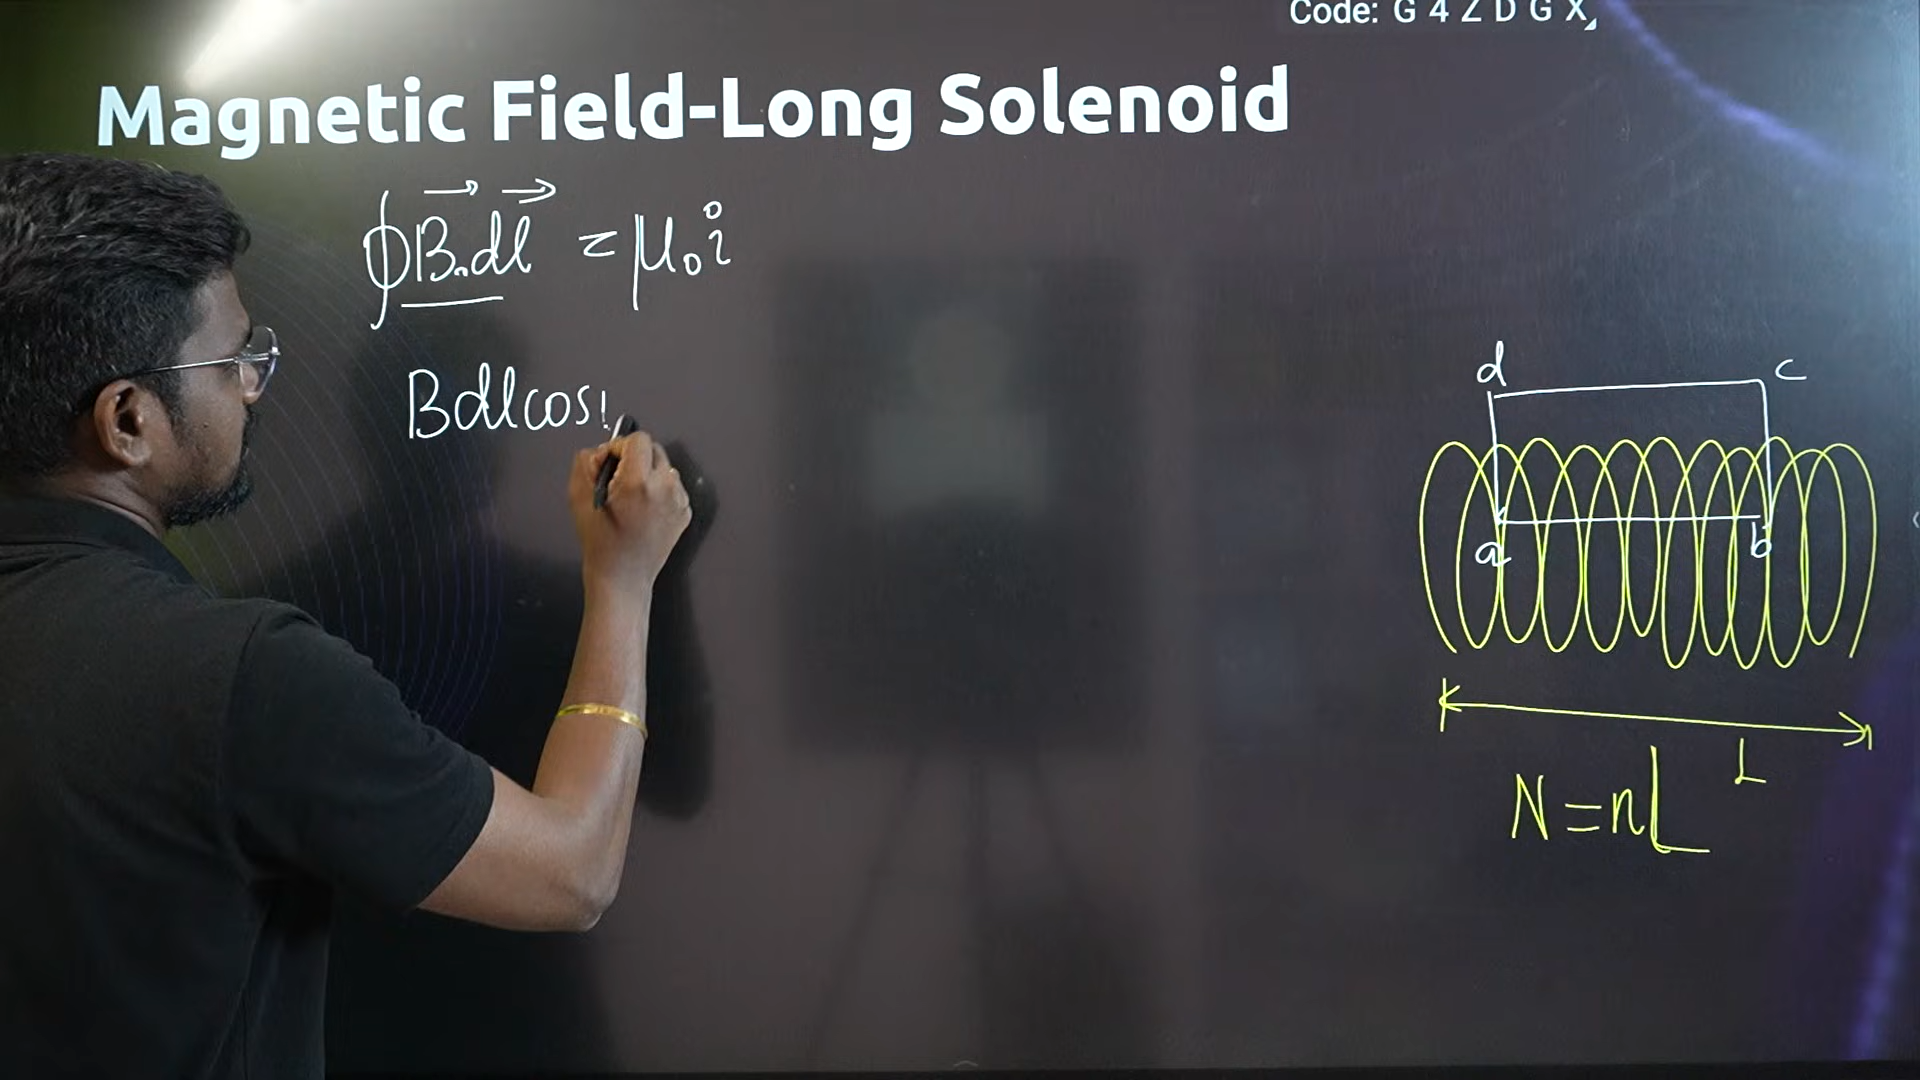 Code: G 4 Z D G X
Magnetic Field-Long Solenoid
∮B.dl = μ₀i
Bdlcos
d c
a b
L
N=nL